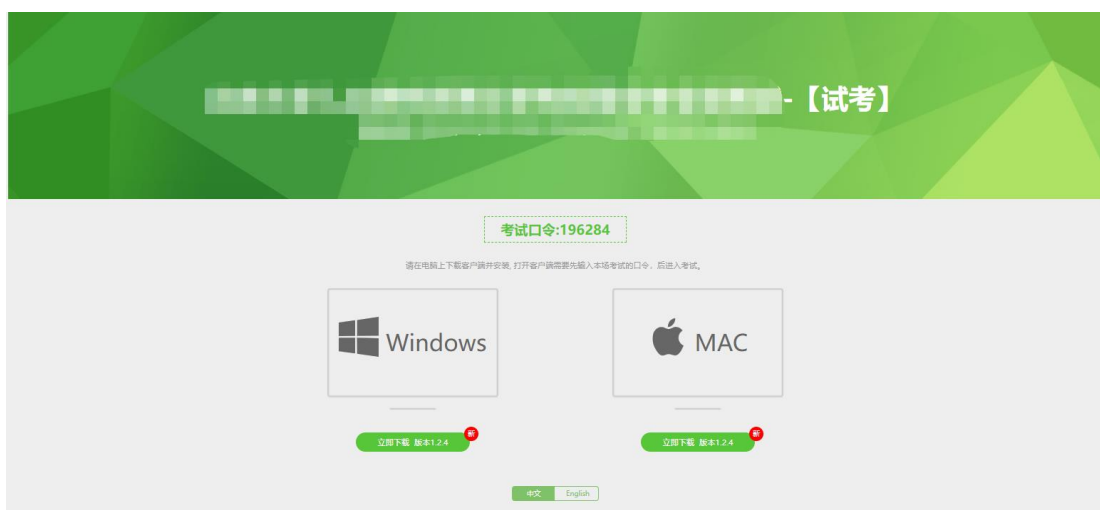 -【试考】
考试口令:196284
请在电脑上下载客户端并安装, 打开客户端需要先输入本场考试的口令、后进入考试。
Windows
MAC
立即下载 版本1.2.4
新
立即下载 版本1.2.4
新
中文 English